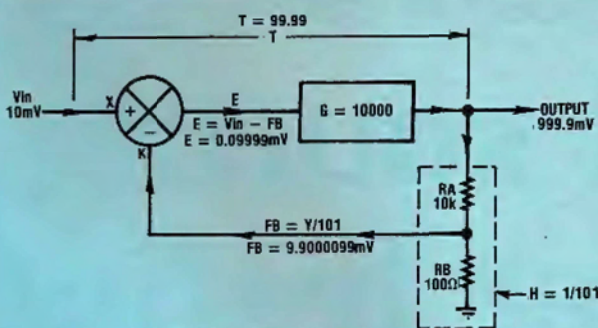 T = 99.99
T
Vin
10mV
X
+
−
K
E
E = Vin − FB
E = 0.09999mV
G = 10000
OUTPUT
999.9mV
RA
10k
FB = Y/101
FB = 9.9000099mV
RB
100Ω
H = 1/101